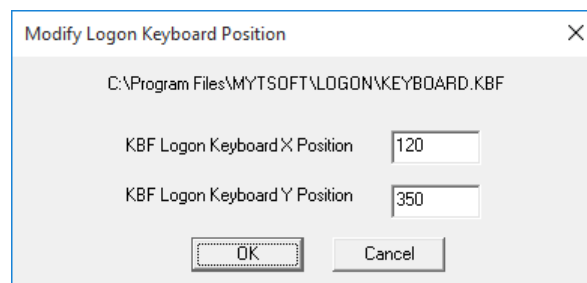 Modify Logon Keyboard Position
C:\Program Files\MYTSOFT\LOGON\KEYBOARD.KBF
KBF Logon Keyboard X Position 120
KBF Logon Keyboard Y Position 350
OK Cancel